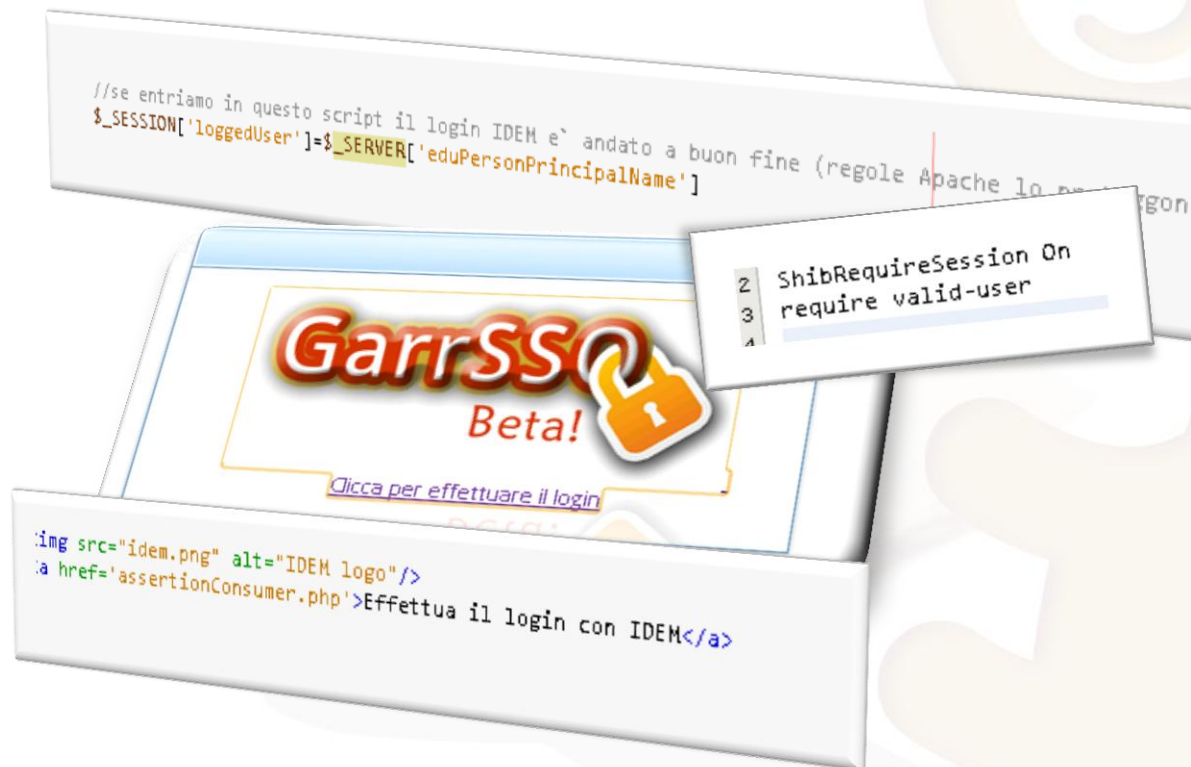 //se entriamo in questo script il login IDEM e` andato a buon fine (regole Apache lo
$_SESSION['loggedUser']=$_SERVER['eduPersonPrincipalName']
2 ShibRequireSession On
3 require valid-user
4
GarrSSO
Beta!
Clicca per effettuare il login
img src="idem.png" alt="IDEM logo"/>
a href='assertionConsumer.php'>Effettua il login con IDEM</a>